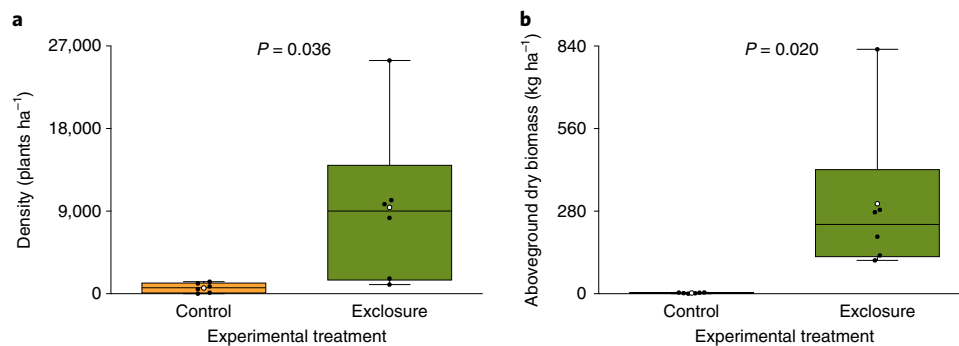 a
P = 0.036
27,000
18,000
9,000
0
Density (plants ha⁻¹)
Control
Exclosure
Experimental treatment
b
P = 0.020
840
560
280
0
Aboveground dry biomass (kg ha⁻¹)
Control
Exclosure
Experimental treatment